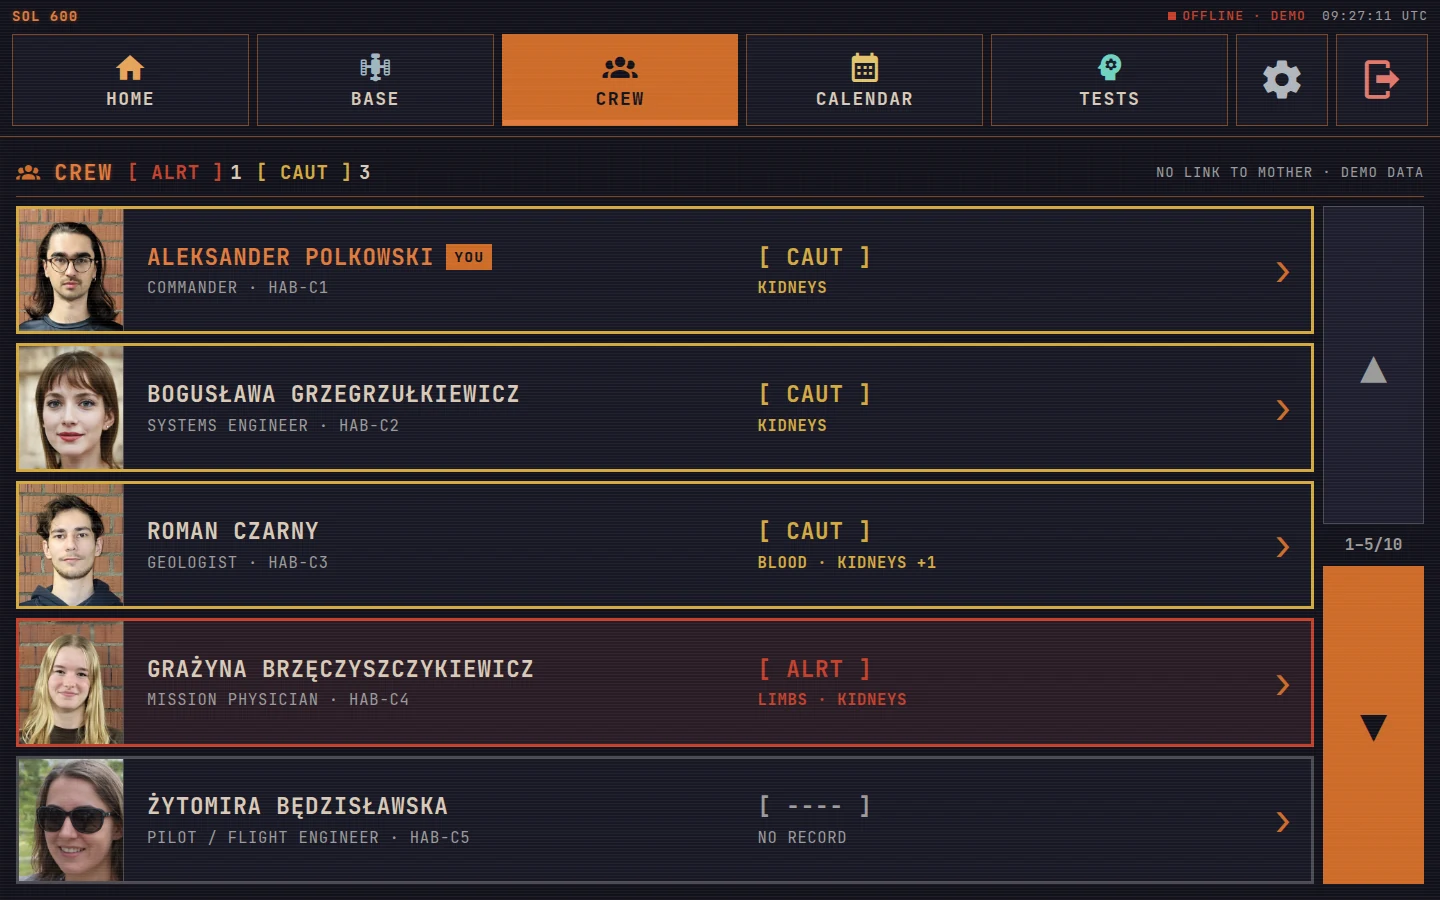 SOL 600
OFFLINE · DEMO 09:27:11 UTC
HOME
BASE
CREW
CALENDAR
TESTS
CREW [ ALRT ] 1 [ CAUT ] 3
NO LINK TO MOTHER · DEMO DATA
ALEKSANDER POLKOWSKI YOU
COMMANDER · HAB-C1
[ CAUT ]
KIDNEYS
BOGUSŁAWA GRZEGRZUŁKIEWICZ
SYSTEMS ENGINEER · HAB-C2
[ CAUT ]
KIDNEYS
ROMAN CZARNY
GEOLOGIST · HAB-C3
[ CAUT ]
BLOOD · KIDNEYS +1
GRAŻYNA BRZĘCZYSZCZYKIEWICZ
MISSION PHYSICIAN · HAB-C4
[ ALRT ]
LIMBS · KIDNEYS
ŻYTOMIRA BĘDZISŁAWSKA
PILOT / FLIGHT ENGINEER · HAB-C5
[ ---- ]
NO RECORD
1–5/10